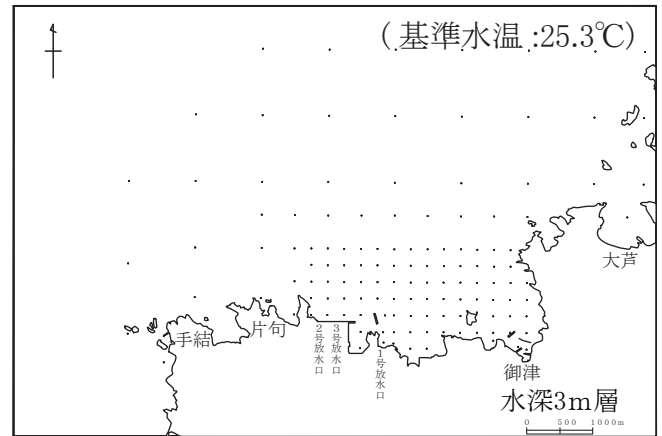 (基準水温:25.3℃)
大芦
手結
片句
2号放水口
3号放水口
1号放水口
御津
水深3m層
0 500 1000m